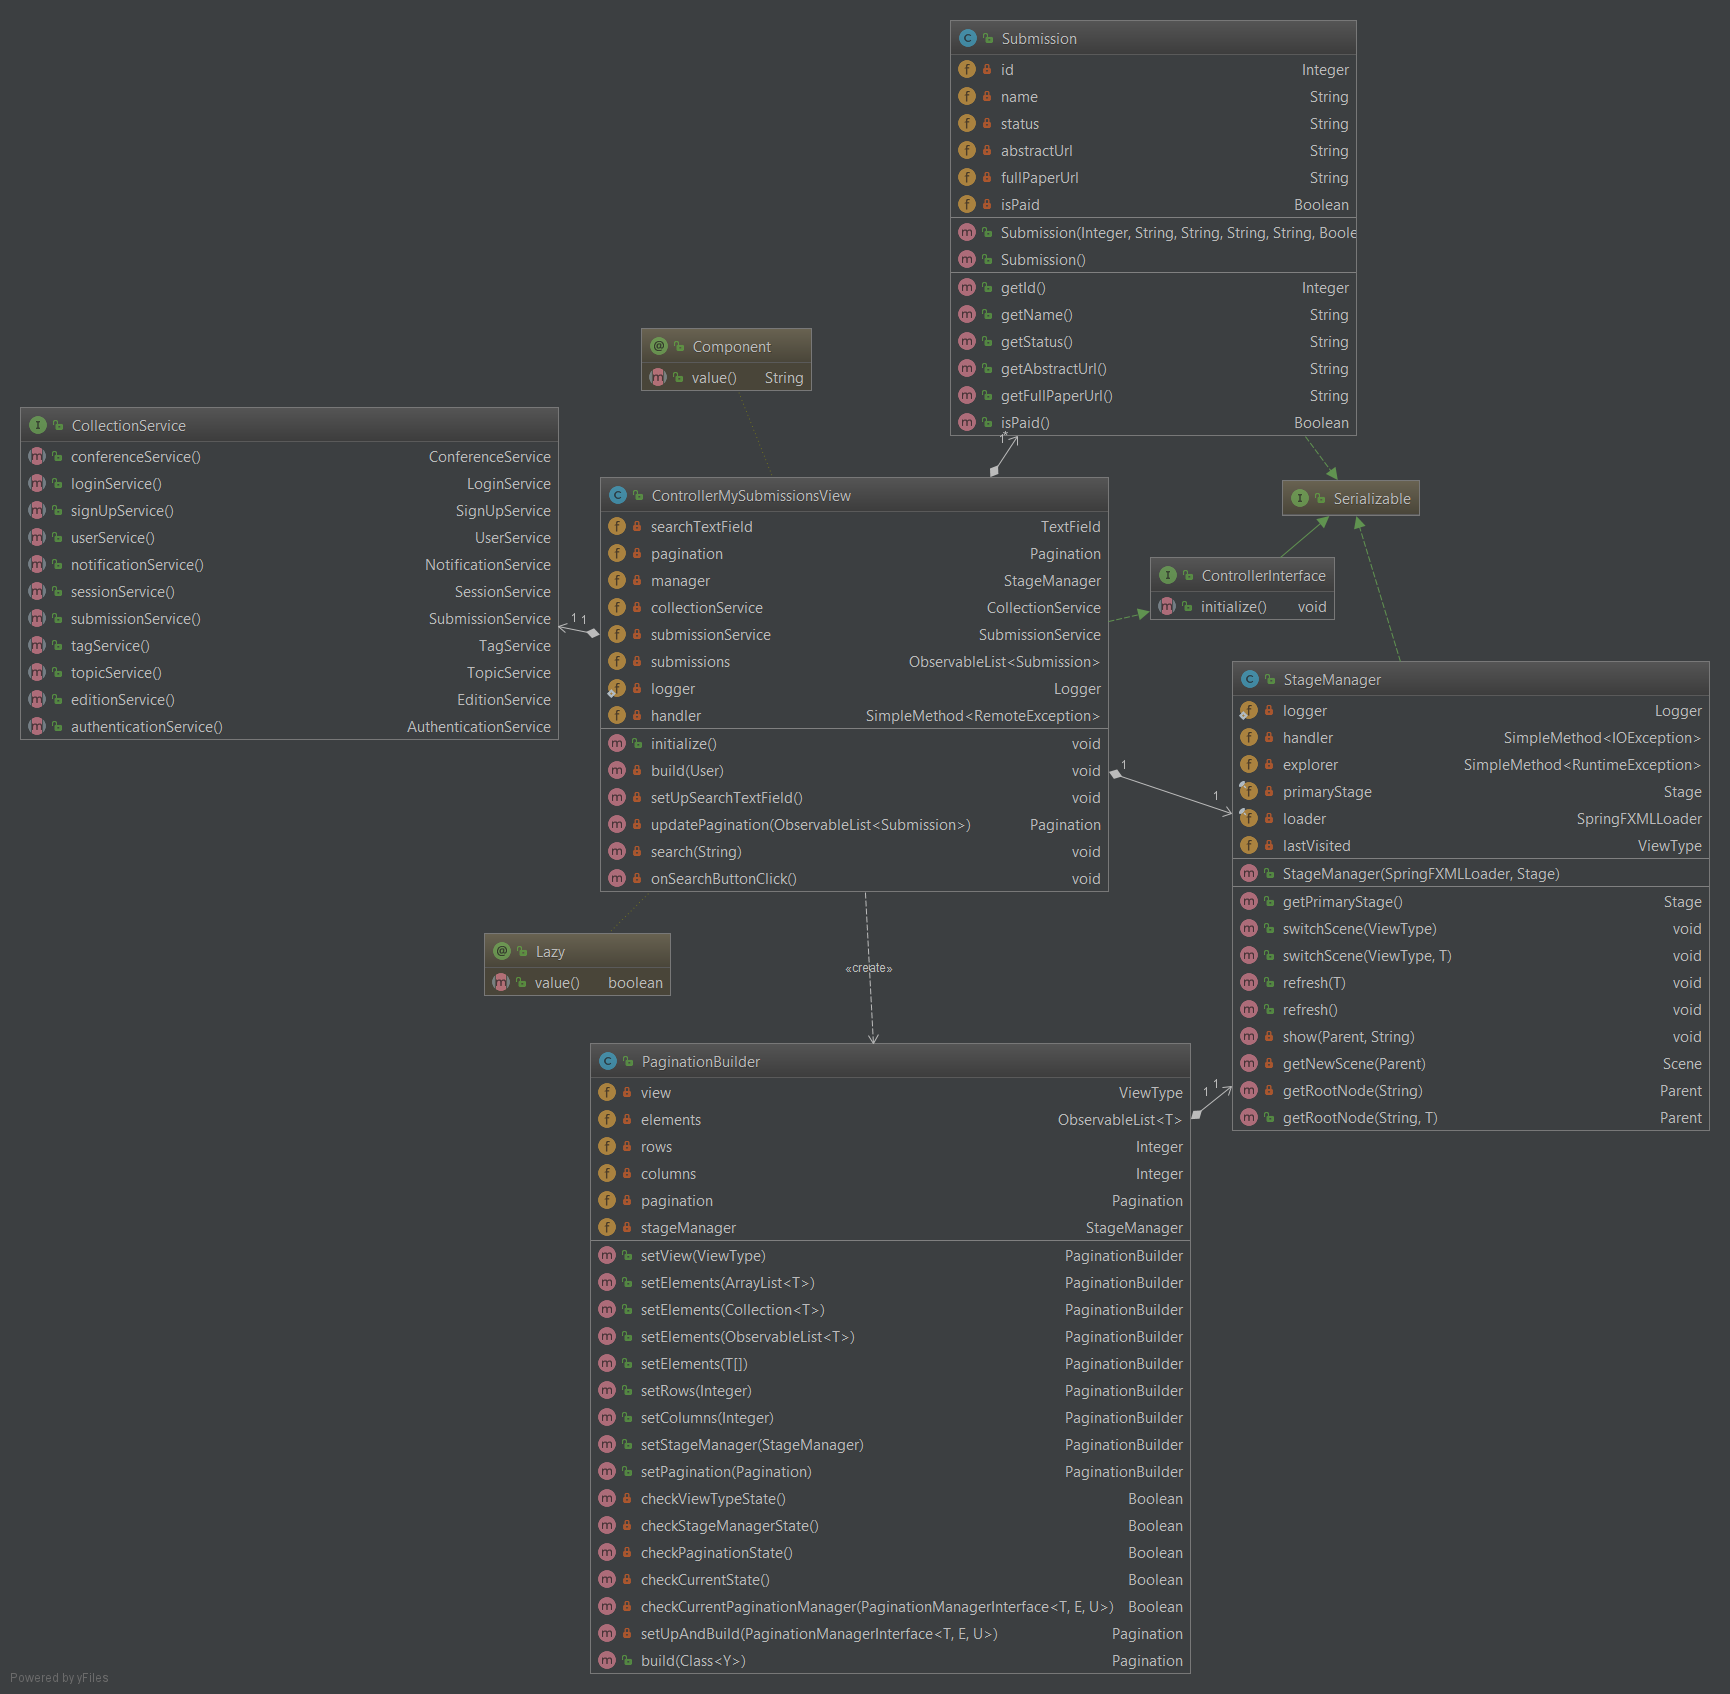 Submission
id Integer
name String
status String
abstractUrl String
fullPaperUrl String
isPaid Boolean
Submission(Integer, String, String, String, String, Boole
Submission()
getId() Integer
getName() String
getStatus() String
getAbstractUrl() String
getFullPaperUrl() String
isPaid() Boolean
Component
value() String
CollectionService
conferenceService() ConferenceService
loginService() LoginService
signUpService() SignUpService
userService() UserService
notificationService() NotificationService
sessionService() SessionService
submissionService() SubmissionService
tagService() TagService
topicService() TopicService
editionService() EditionService
authenticationService() AuthenticationService
1 1
1 *
ControllerMySubmissionsView
searchTextField TextField
pagination Pagination
manager StageManager
collectionService CollectionService
submissionService SubmissionService
submissions ObservableList<Submission>
logger Logger
handler SimpleMethod<RemoteException>
initialize() void
build(User) void
setUpSearchTextField() void
updatePagination(ObservableList<Submission>) Pagination
search(String) void
onSearchButtonClick() void
Serializable
ControllerInterface
initialize() void
1
1
StageManager
logger Logger
handler SimpleMethod<IOException>
explorer SimpleMethod<RuntimeException>
primaryStage Stage
loader SpringFXMLLoader
lastVisited ViewType
StageManager(SpringFXMLLoader, Stage)
getPrimaryStage() Stage
switchScene(ViewType) void
switchScene(ViewType, T) void
refresh(T) void
refresh() void
show(Parent, String) void
getNewScene(Parent) Scene
getRootNode(String) Parent
getRootNode(String, T) Parent
Lazy
value() boolean
«create»
1 1
PaginationBuilder
view ViewType
elements ObservableList<T>
rows Integer
columns Integer
pagination Pagination
stageManager StageManager
setView(ViewType) PaginationBuilder
setElements(ArrayList<T>) PaginationBuilder
setElements(Collection<T>) PaginationBuilder
setElements(ObservableList<T>) PaginationBuilder
setElements(T[]) PaginationBuilder
setRows(Integer) PaginationBuilder
setColumns(Integer) PaginationBuilder
setStageManager(StageManager) PaginationBuilder
setPagination(Pagination) PaginationBuilder
checkViewTypeState() Boolean
checkStageManagerState() Boolean
checkPaginationState() Boolean
checkCurrentState() Boolean
checkCurrentPaginationManager(PaginationManagerInterface<T, E, U>) Boolean
setUpAndBuild(PaginationManagerInterface<T, E, U>) Pagination
build(Class<Y>) Pagination
Powered by yFiles